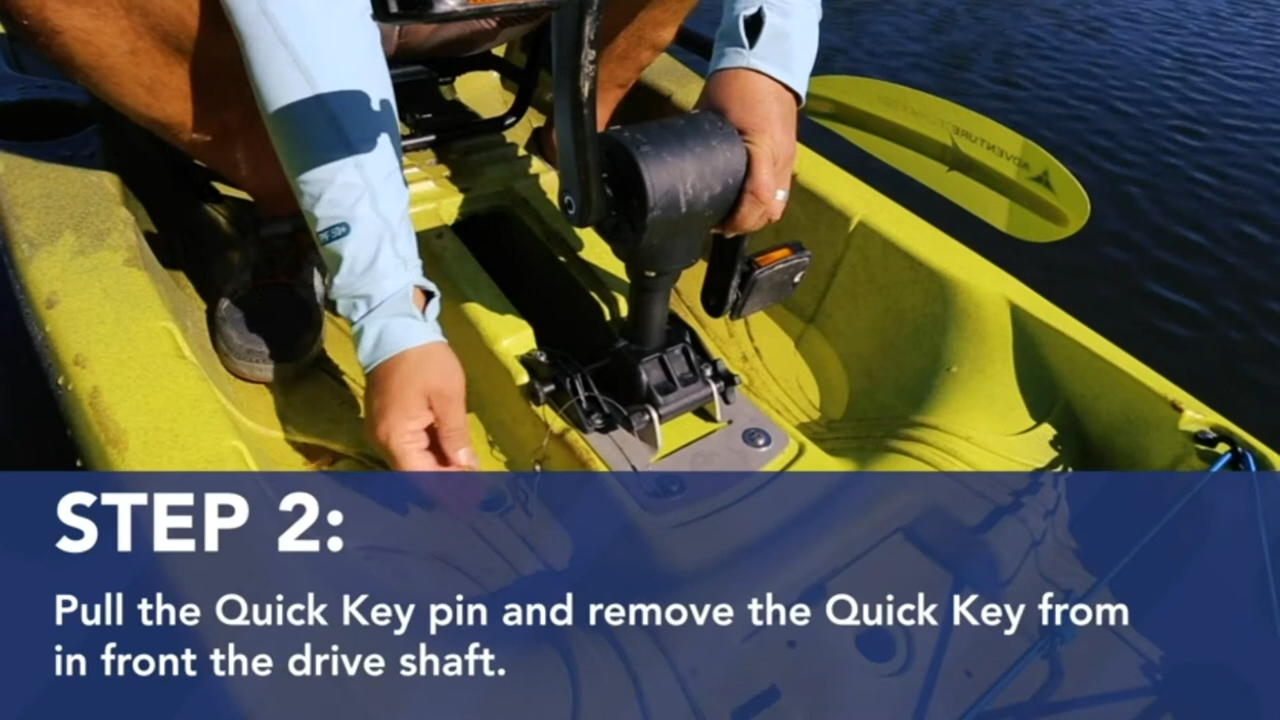 ADVENTURE
STEP 2:
Pull the Quick Key pin and remove the Quick Key from
in front the drive shaft.